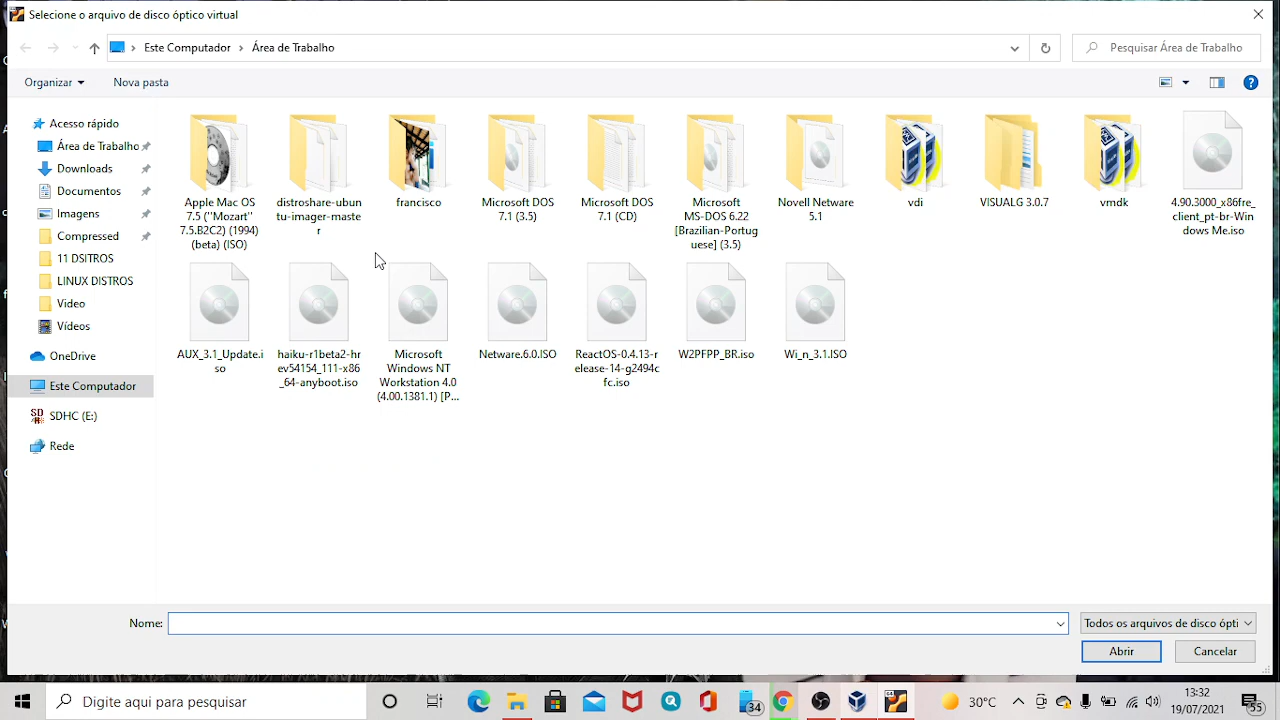 Selecione o arquivo de disco óptico virtual
Este Computador › Área de Trabalho
Pesquisar Área de Trabalho
Organizar
Nova pasta
Acesso rápido
Área de Trabalho
Downloads
Documentos
Imagens
Compressed
11 DSITROS
LINUX DISTROS
Video
Vídeos
OneDrive
Este Computador
SDHC (E:)
Rede
Apple Mac OS
7.5 ("Mozart"
7.5.B2C2) (1994)
(beta) (ISO)
distroshare-ubun
tu-imager-maste
r
francisco
Microsoft DOS
7.1 (3.5)
Microsoft DOS
7.1 (CD)
Microsoft
MS-DOS 6.22
[Brazilian-Portug
uese] (3.5)
Novell Netware
5.1
vdi
VISUALG 3.0.7
vmdk
4.90.3000_x86fre_
client_pt-br-Win
dows Me.iso
AUX_3.1_Update.i
so
haiku-r1beta2-hr
ev54154_111-x86
_64-anyboot.iso
Microsoft
Windows NT
Workstation 4.0
(4.00.1381.1) [P...
Netware.6.0.ISO
ReactOS-0.4.13-r
elease-14-g2494c
fc.iso
W2PFPP_BR.iso
Wi_n_3.1.ISO
Nome:
Todos os arquivos de disco ópti
Abrir
Cancelar
Digite aqui para pesquisar
34
30°C
13:32
19/07/2021
55